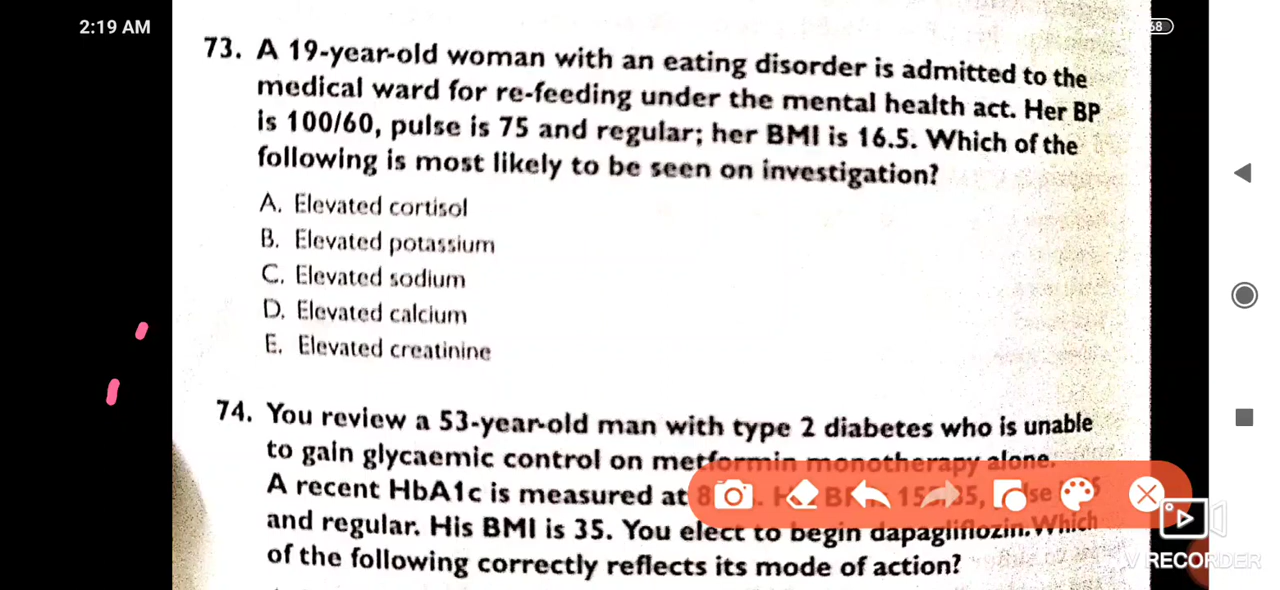 2:19 AM
68
73. A 19-year-old woman with an eating disorder is admitted to the
medical ward for re-feeding under the mental health act. Her BP
is 100/60, pulse is 75 and regular; her BMI is 16.5. Which of the
following is most likely to be seen on investigation?
A. Elevated cortisol
B. Elevated potassium
C. Elevated sodium
D. Elevated calcium
E. Elevated creatinine
74. You review a 53-year-old man with type 2 diabetes who is unable
to gain glycaemic control on metformin monotherapy alone.
A recent HbA1c is measured at 8
and regular. His BMI is 35. You elect to begin dapagliflozin. Which
of the following correctly reflects its mode of action?
V RECORDER